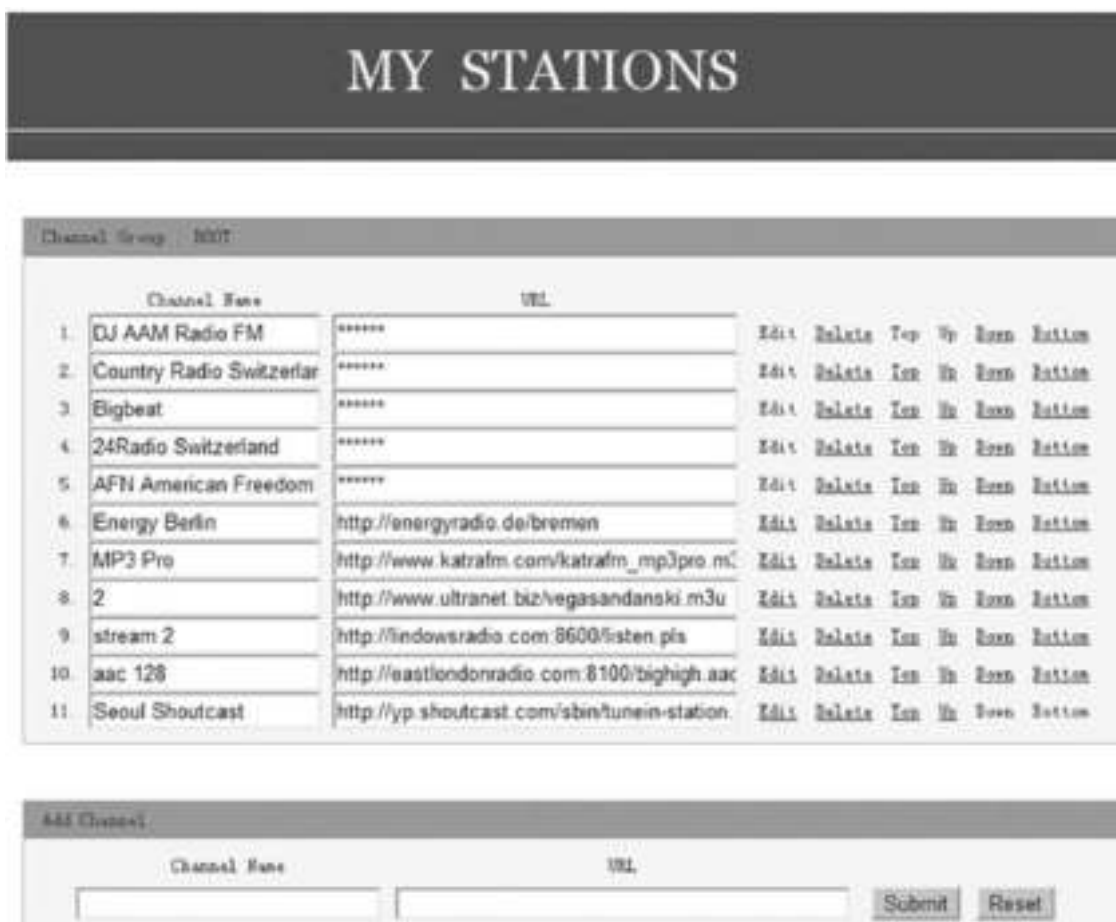 MY STATIONS
Channel Group ROOT
Channel Name URL
1. DJ AAM Radio FM ****** Edit Delete Top Up Down Bottom
2. Country Radio Switzerlar ****** Edit Delete Top Up Down Bottom
3. Bigbeat ****** Edit Delete Top Up Down Bottom
4. 24Radio Switzerland ****** Edit Delete Top Up Down Bottom
5. AFN American Freedom ****** Edit Delete Top Up Down Bottom
6. Energy Berlin http://energyradio.de/bremen Edit Delete Top Up Down Bottom
7. MP3 Pro http://www.katrafm.com/katrafm_mp3pro.m3 Edit Delete Top Up Down Bottom
8. 2 http://www.ultranet.biz/vegasandanski.m3u Edit Delete Top Up Down Bottom
9. stream 2 http://lindowsradio.com:8600/listen.pls Edit Delete Top Up Down Bottom
10. aac 128 http://eastlondonradio.com:8100/bighigh.aac Edit Delete Top Up Down Bottom
11. Seoul Shoutcast http://yp.shoutcast.com/sbin/tunein-station. Edit Delete Top Up Down Bottom
Add Channel
Channel Name URL
Submit Reset